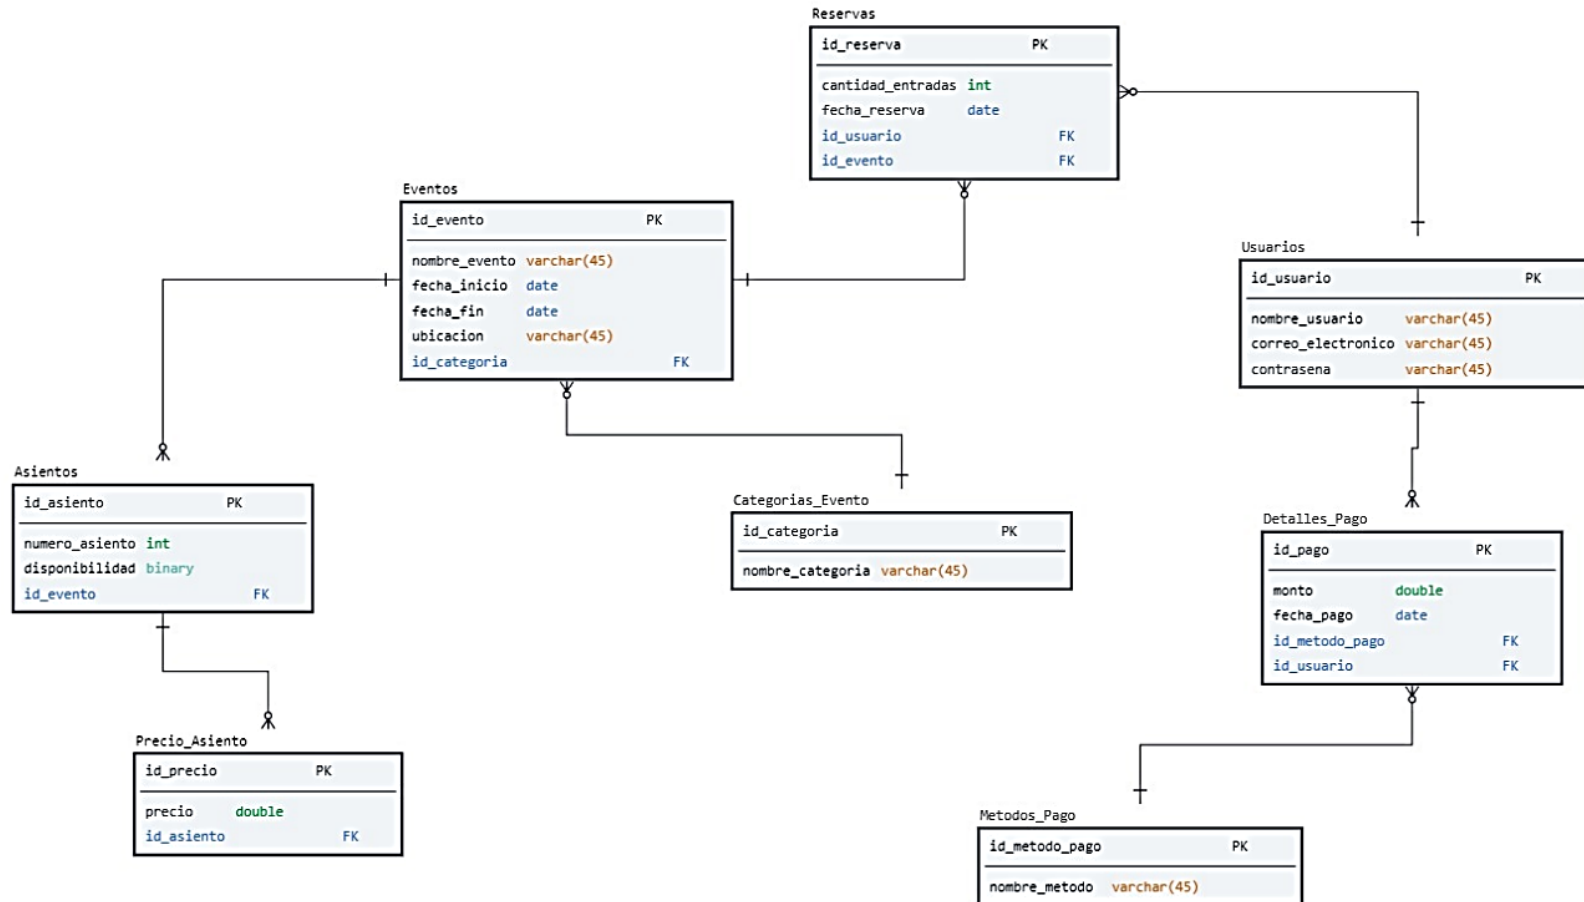 Reservas
id_reserva PK
cantidad_entradas int
fecha_reserva date
id_usuario FK
id_evento FK
Eventos
id_evento PK
nombre_evento varchar(45)
fecha_inicio date
fecha_fin date
ubicacion varchar(45)
id_categoria FK
Usuarios
id_usuario PK
nombre_usuario varchar(45)
correo_electronico varchar(45)
contrasena varchar(45)
Asientos
id_asiento PK
numero_asiento int
disponibilidad binary
id_evento FK
Categorias_Evento
id_categoria PK
nombre_categoria varchar(45)
Detalles_Pago
id_pago PK
monto double
fecha_pago date
id_metodo_pago FK
id_usuario FK
Precio_Asiento
id_precio PK
precio double
id_asiento FK
Metodos_Pago
id_metodo_pago PK
nombre_metodo varchar(45)